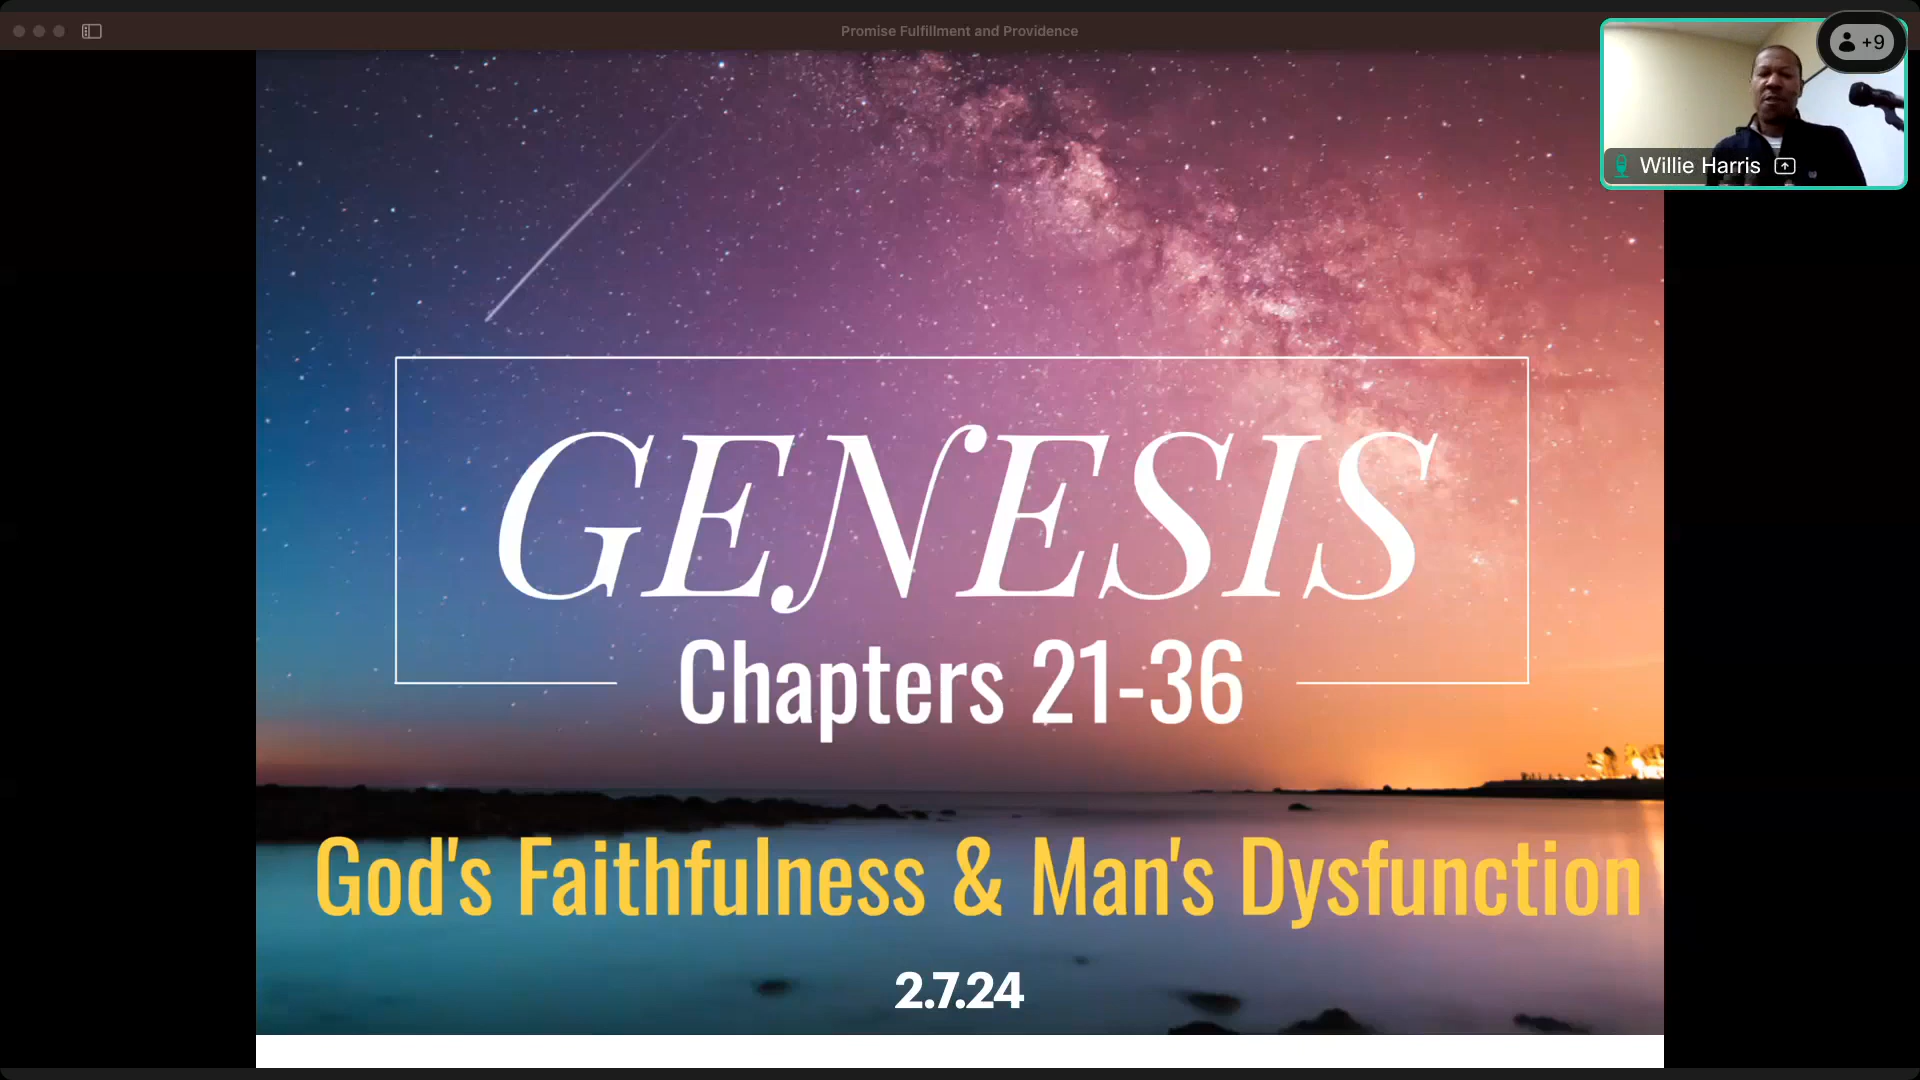 Promise Fulfillment and Providence
+9
Willie Harris
GENESIS
Chapters 21-36
God's Faithfulness & Man's Dysfunction
2.7.24